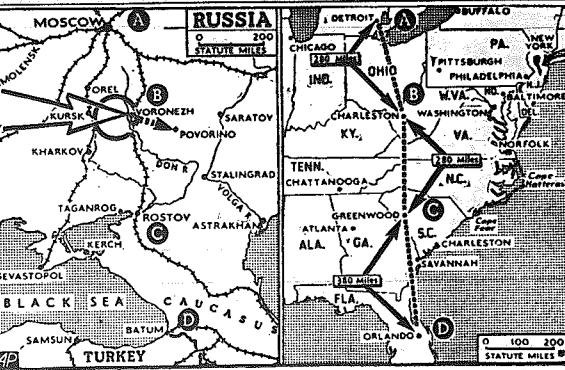 MOSCOW
A
RUSSIA
0 200
STATUTE MILES
SMOLENSK
OREL
B
VORONEZH
KURSK
POVORINO
SARATOV
KHARKOV
DON R.
STALINGRAD
VOLGA R.
TAGANROG
ROSTOV
ASTRAKHAN
C
KERCH
SEVASTOPOL
BLACK SEA
CAUCASUS
BATUM
D
SAMSUN
TURKEY
AP
DETROIT
A
BUFFALO
CHICAGO
280 Miles
OHIO
IND.
PA.
NEW YORK
PITTSBURGH
PHILADELPHIA
N.J.
B
W.VA.
MD.
BALTIMORE
CHARLESTON
WASHINGTON
DEL.
KY.
VA.
NORFOLK
280 Miles
TENN.
N.C.
Cape Hatteras
CHATTANOOGA
GREENWOOD
C
Cape Fear
ATLANTA
S.C.
ALA.
GA.
CHARLESTON
SAVANNAH
380 Miles
FLA.
ORLANDO
D
0 100 200
STATUTE MILES